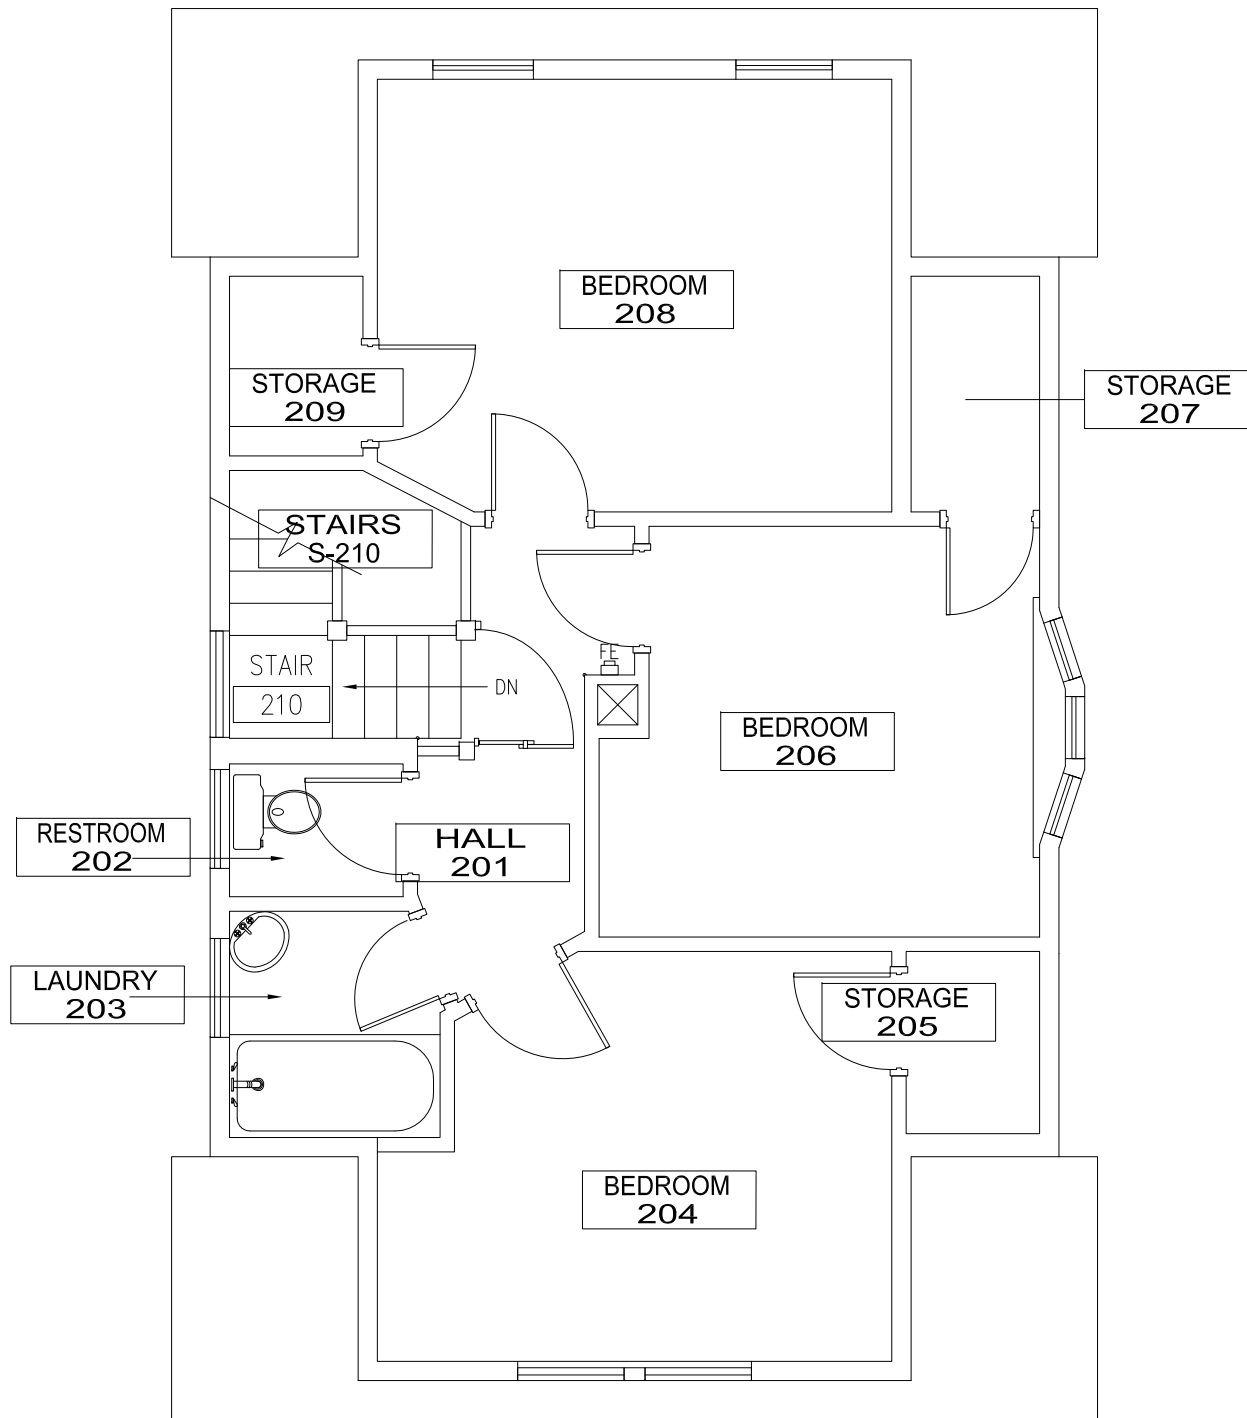 BEDROOM
208
STORAGE
209
STORAGE
207
STAIRS
S-210
FE
STAIR
210
DN
BEDROOM
206
RESTROOM
202
HALL
201
LAUNDRY
203
STORAGE
205
BEDROOM
204